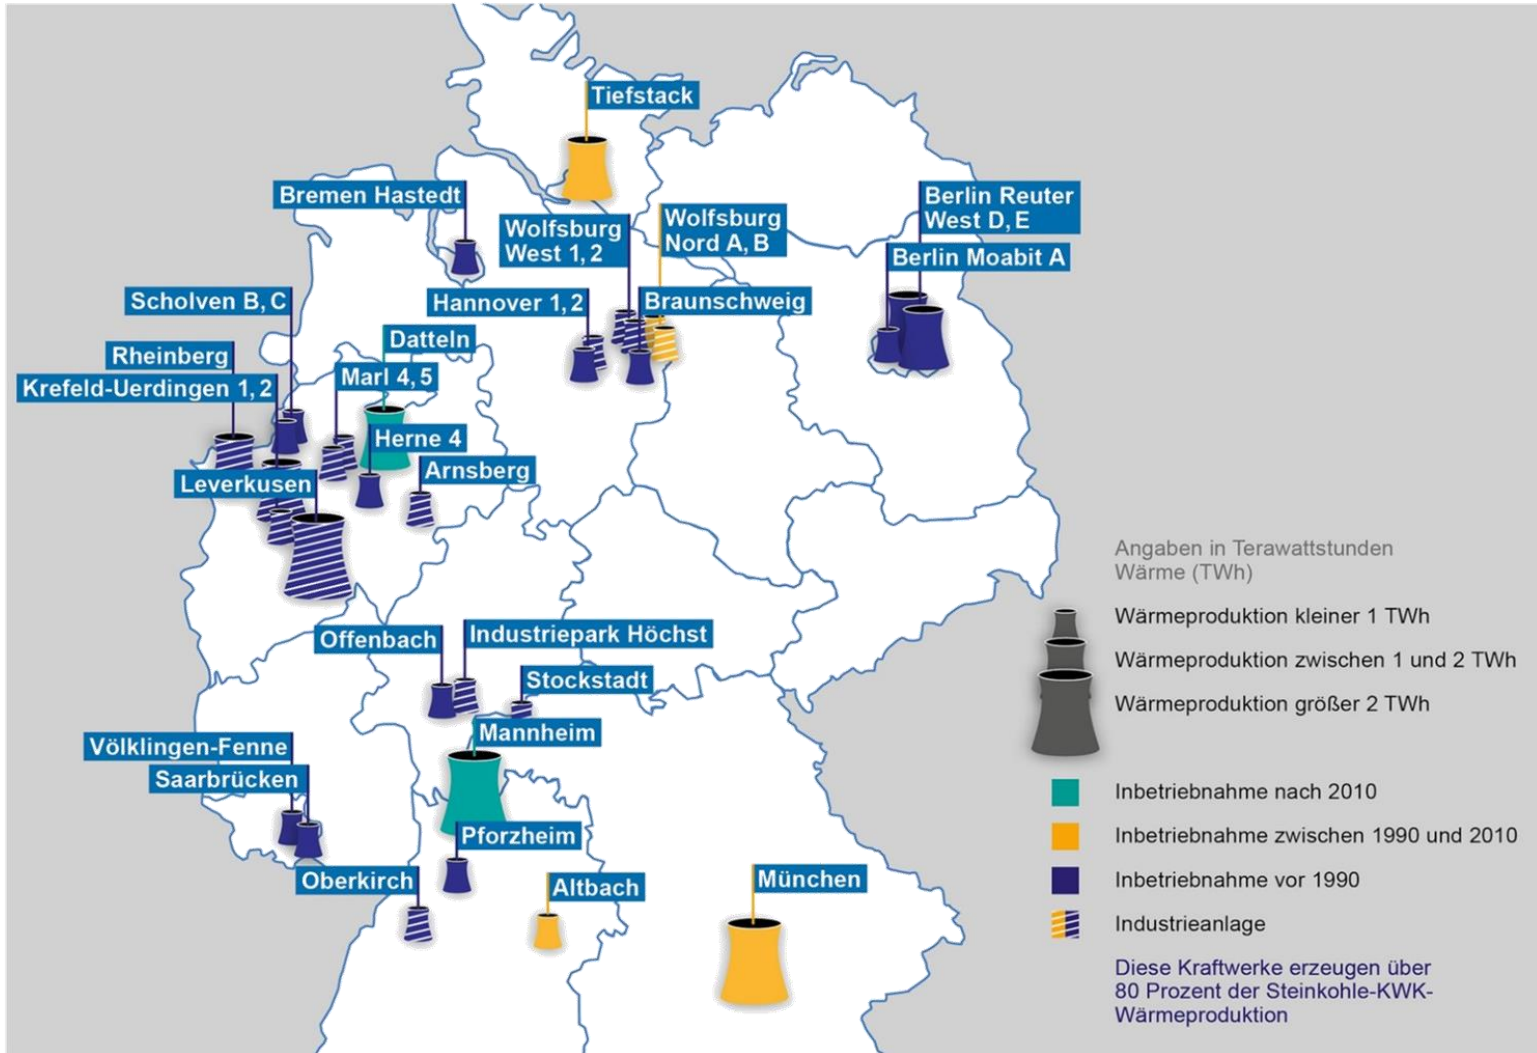 Tiefstack
Bremen Hastedt
Wolfsburg
West 1, 2
Wolfsburg
Nord A, B
Berlin Reuter
West D, E
Berlin Moabit A
Scholven B, C
Hannover 1, 2
Braunschweig
Datteln
Rheinberg
Marl 4, 5
Krefeld-Uerdingen 1, 2
Herne 4
Arnsberg
Leverkusen
Offenbach
Industriepark Höchst
Stockstadt
Mannheim
Völklingen-Fenne
Saarbrücken
Pforzheim
Oberkirch
Altbach
München
Angaben in Terawattstunden
Wärme (TWh)
Wärmeproduktion kleiner 1 TWh
Wärmeproduktion zwischen 1 und 2 TWh
Wärmeproduktion größer 2 TWh
Inbetriebnahme nach 2010
Inbetriebnahme zwischen 1990 und 2010
Inbetriebnahme vor 1990
Industrieanlage
Diese Kraftwerke erzeugen über
80 Prozent der Steinkohle-KWK-
Wärmeproduktion